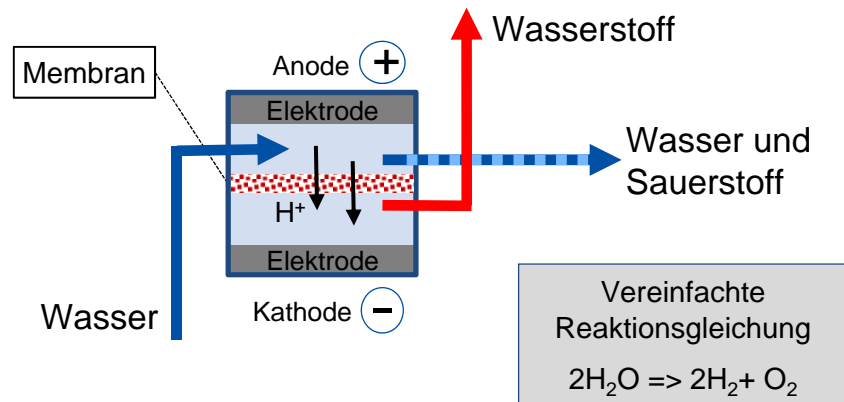 Wasserstoff
Membran
Anode +
Elektrode
Wasser und
Sauerstoff
H⁺
Elektrode
Wasser
Kathode -
Vereinfachte
Reaktionsgleichung
2H₂O => 2H₂+ O₂